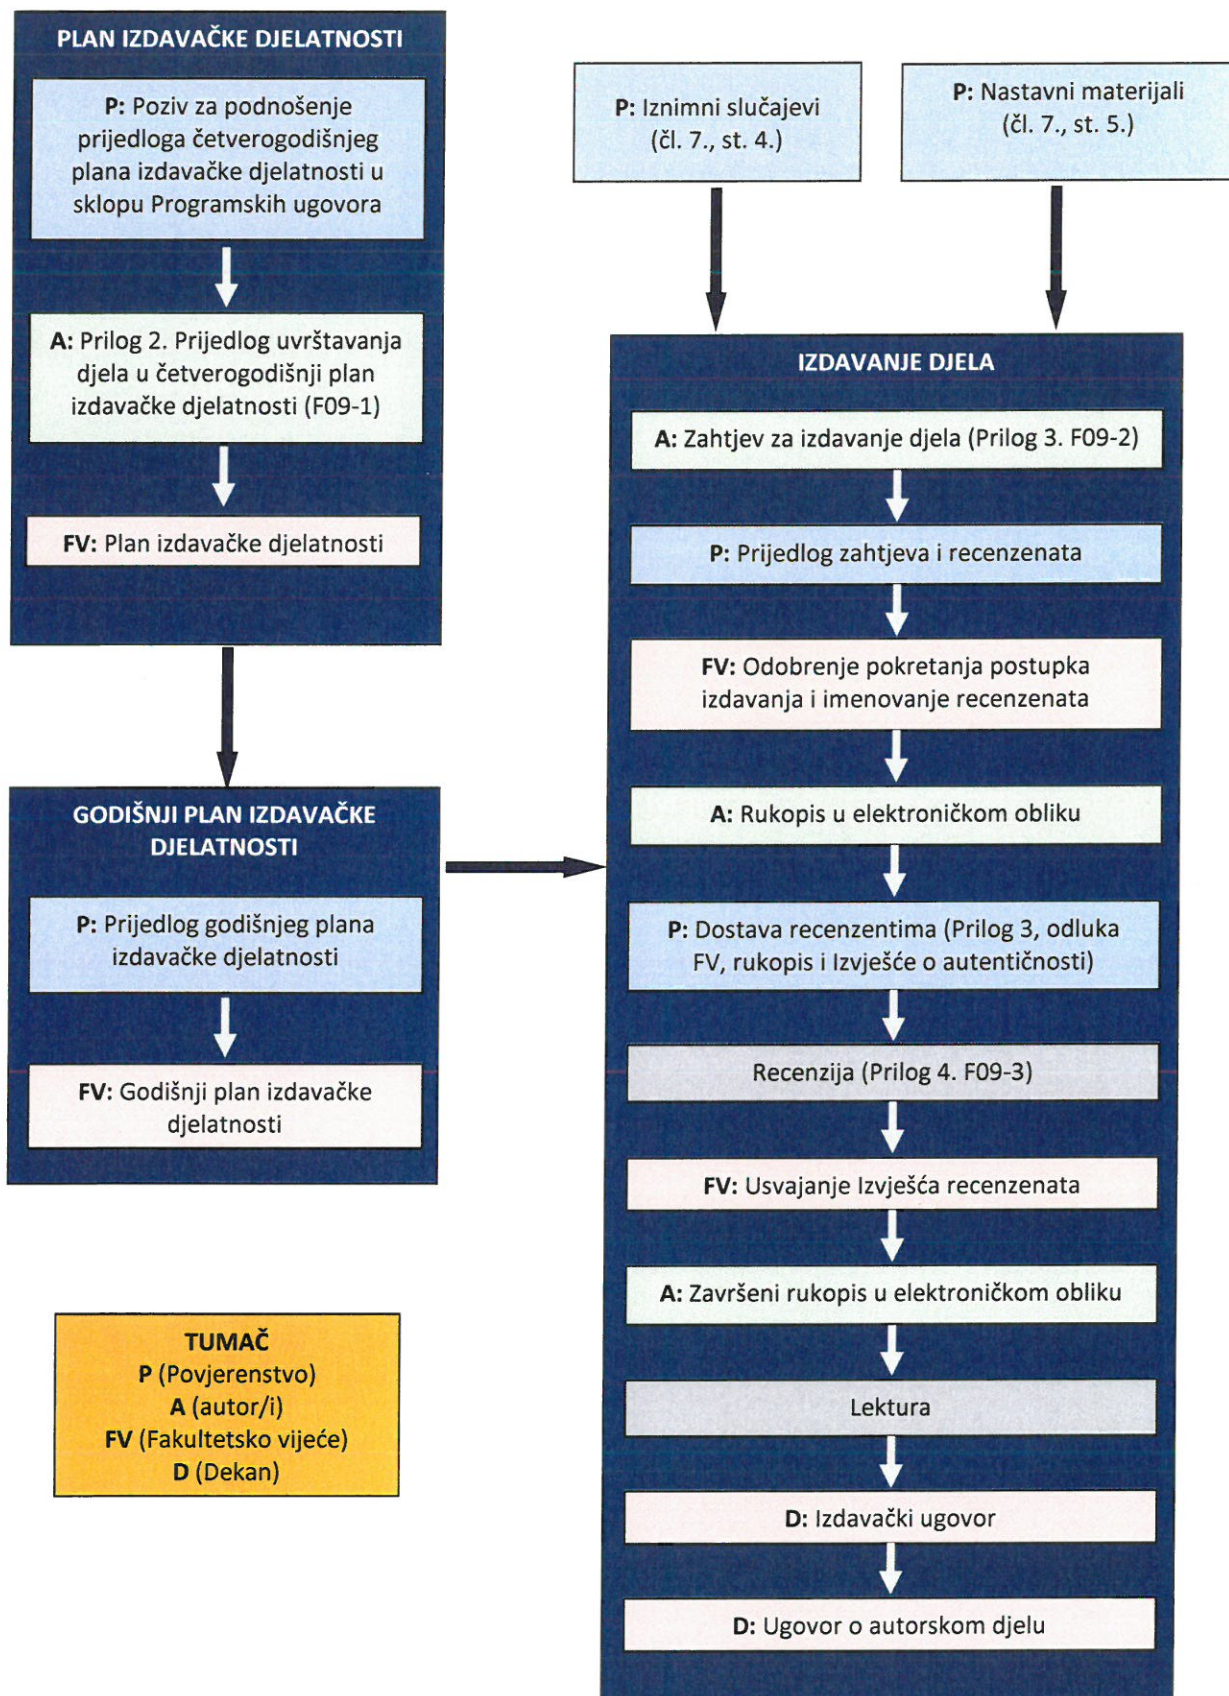 PLAN IZDAVAČKE DJELATNOSTI
P: Poziv za podnošenje
prijedloga četverogodišnjeg
plana izdavačke djelatnosti u
sklopu Programskih ugovora
A: Prilog 2. Prijedlog uvrštavanja
djela u četverogodišnji plan
izdavačke djelatnosti (F09-1)
FV: Plan izdavačke djelatnosti
GODIŠNJI PLAN IZDAVAČKE
DJELATNOSTI
P: Prijedlog godišnjeg plana
izdavačke djelatnosti
FV: Godišnji plan izdavačke
djelatnosti
TUMAČ
P (Povjerenstvo)
A (autor/i)
FV (Fakultetsko vijeće)
D (Dekan)
P: Iznimni slučajevi
(čl. 7., st. 4.)
P: Nastavni materijali
(čl. 7., st. 5.)
IZDAVANJE DJELA
A: Zahtjev za izdavanje djela (Prilog 3. F09-2)
P: Prijedlog zahtjeva i recenzenata
FV: Odobrenje pokretanja postupka
izdavanja i imenovanje recenzenata
A: Rukopis u elektroničkom obliku
P: Dostava recenzentima (Prilog 3, odluka
FV, rukopis i Izvješće o autentičnosti)
Recenzija (Prilog 4. F09-3)
FV: Usvajanje Izvješća recenzenata
A: Završeni rukopis u elektroničkom obliku
Lektura
D: Izdavački ugovor
D: Ugovor o autorskom djelu